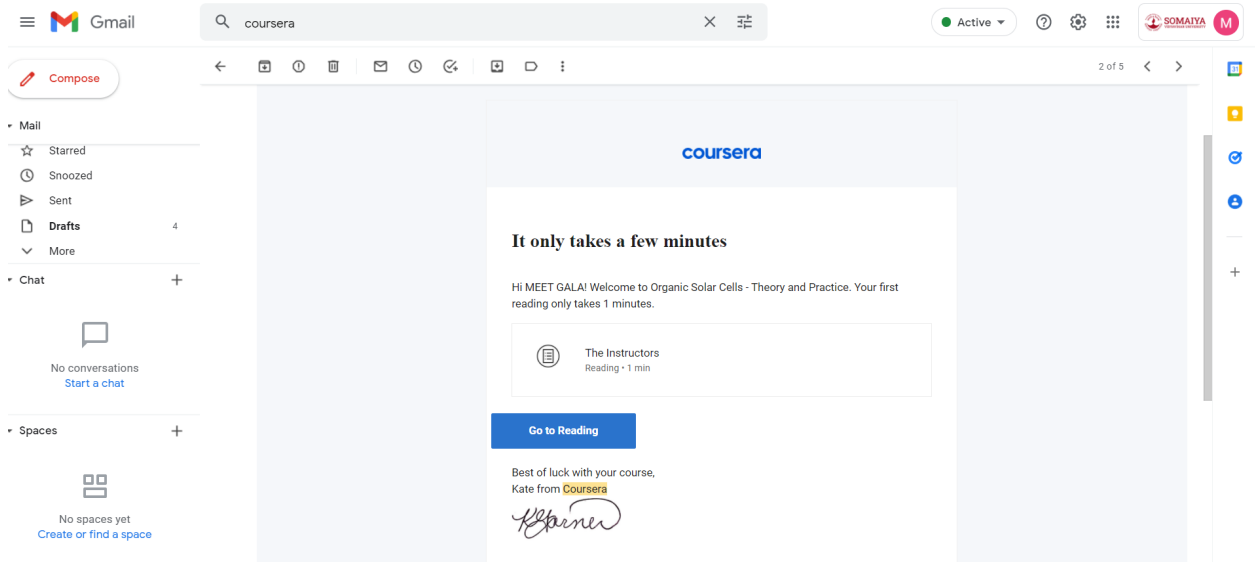 Gmail
coursera
Active
SOMAIYA
M
Compose
2 of 5
31
Mail
Starred
Snoozed
Sent
Drafts 4
More
Chat
No conversations
Start a chat
Spaces
No spaces yet
Create or find a space
coursera
It only takes a few minutes
Hi MEET GALA! Welcome to Organic Solar Cells - Theory and Practice. Your first
reading only takes 1 minutes.
The Instructors
Reading • 1 min
Go to Reading
Best of luck with your course,
Kate from Coursera